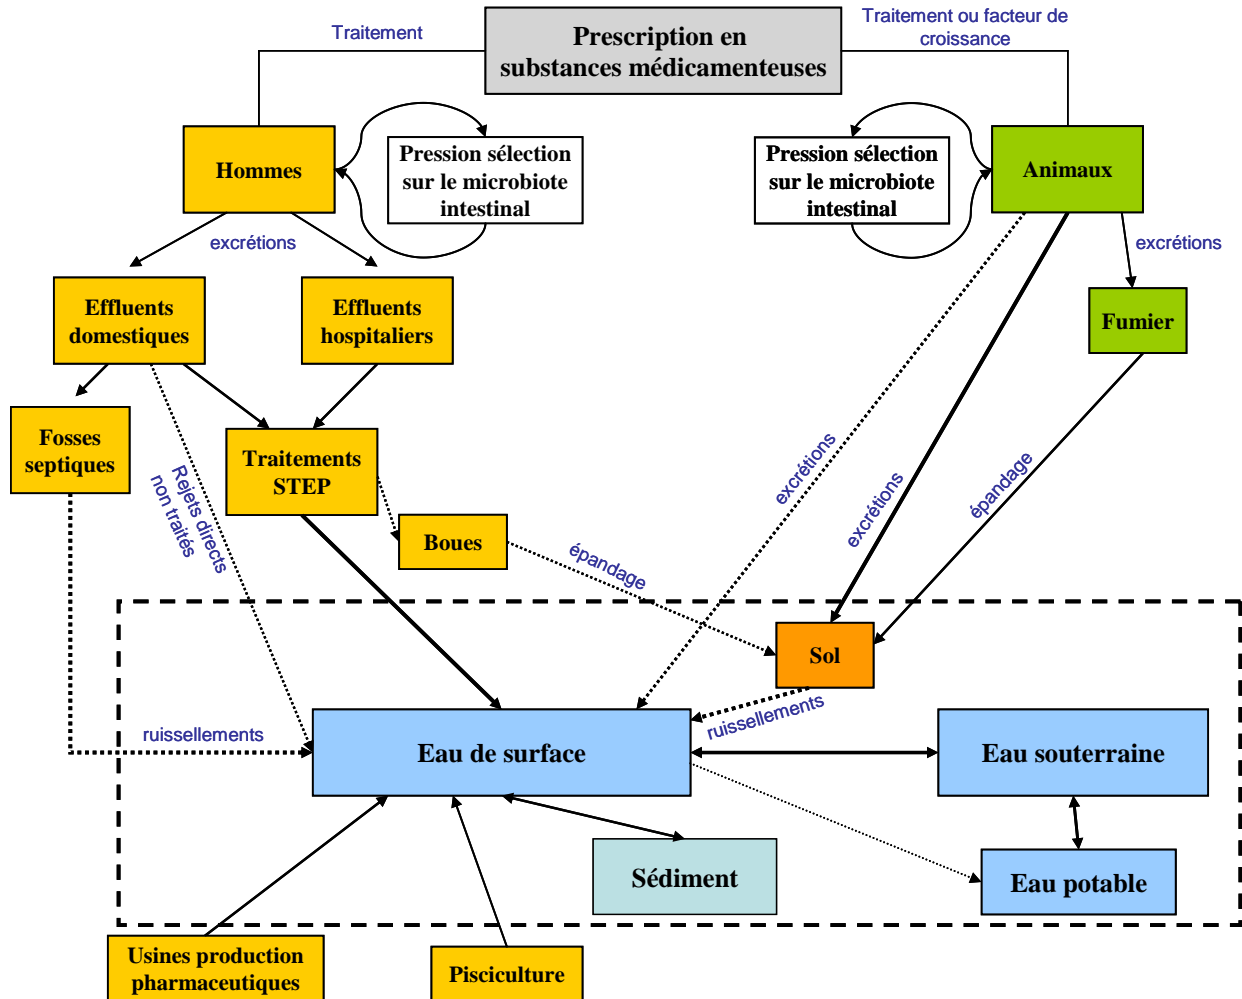 Traitement
Prescription en
substances médicamenteuses
Traitement ou facteur de
croissance
Hommes
Pression sélection
sur le microbiote
intestinal
Pression sélection
sur le microbiote
intestinal
Animaux
excrétions
excrétions
Effluents
domestiques
Effluents
hospitaliers
Fumier
Fosses
septiques
Traitements
STEP
Rejets directs
non traités
Boues
épandage
excrétions
excrétions
épandage
Sol
ruissellements
ruissellements
Eau de surface
Eau souterraine
Sédiment
Eau potable
Usines production
pharmaceutiques
Pisciculture